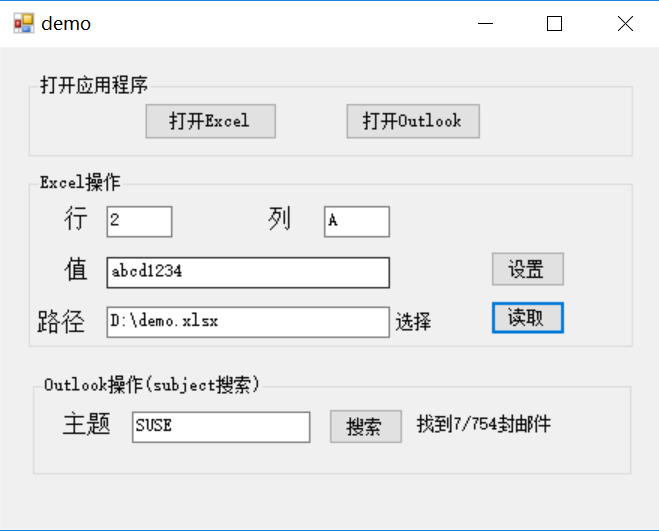 demo
打开应用程序
打开Excel 打开Outlook
Excel操作
行 2 列 A
值 abcd1234 设置
路径 D:\demo.xlsx 选择 读取
Outlook操作(subject搜索)
主题 SUSE 搜索 找到7/754封邮件